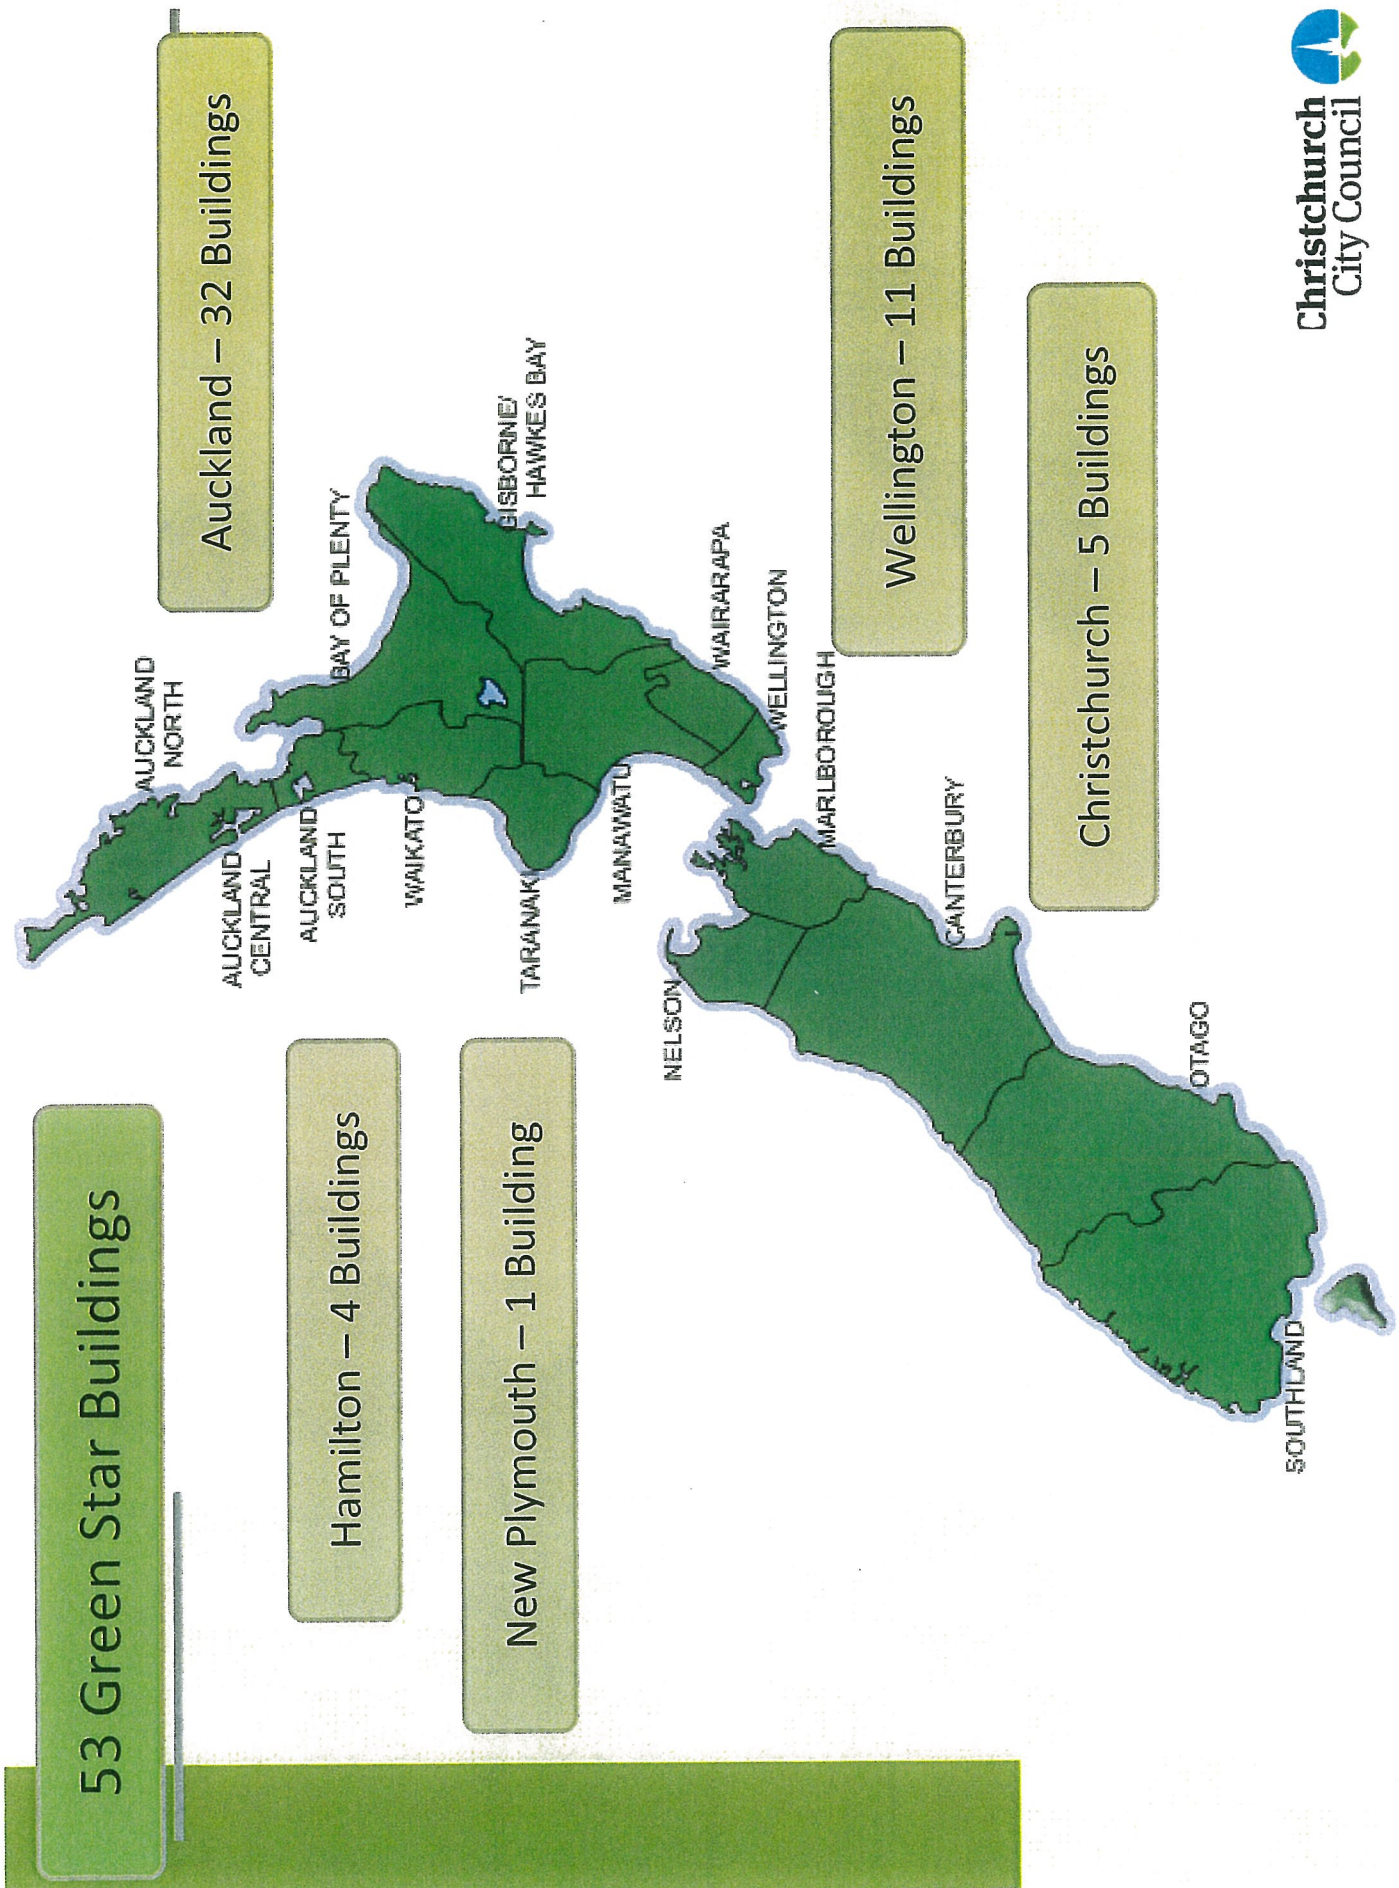 53 Green Star Buildings
Auckland – 32 Buildings
Hamilton – 4 Buildings
New Plymouth – 1 Building
Wellington – 11 Buildings
Christchurch – 5 Buildings
AUCKLAND
NORTH
AUCKLAND
CENTRAL
AUCKLAND
SOUTH
BAY OF PLENTY
WAIKATO
GISBORNE/
HAWKES BAY
TARANAKI
MANAWATU
WAIRARAPA
WELLINGTON
NELSON
MARLBOROUGH
CANTERBURY
OTAGO
SOUTHLAND
Christchurch
City Council